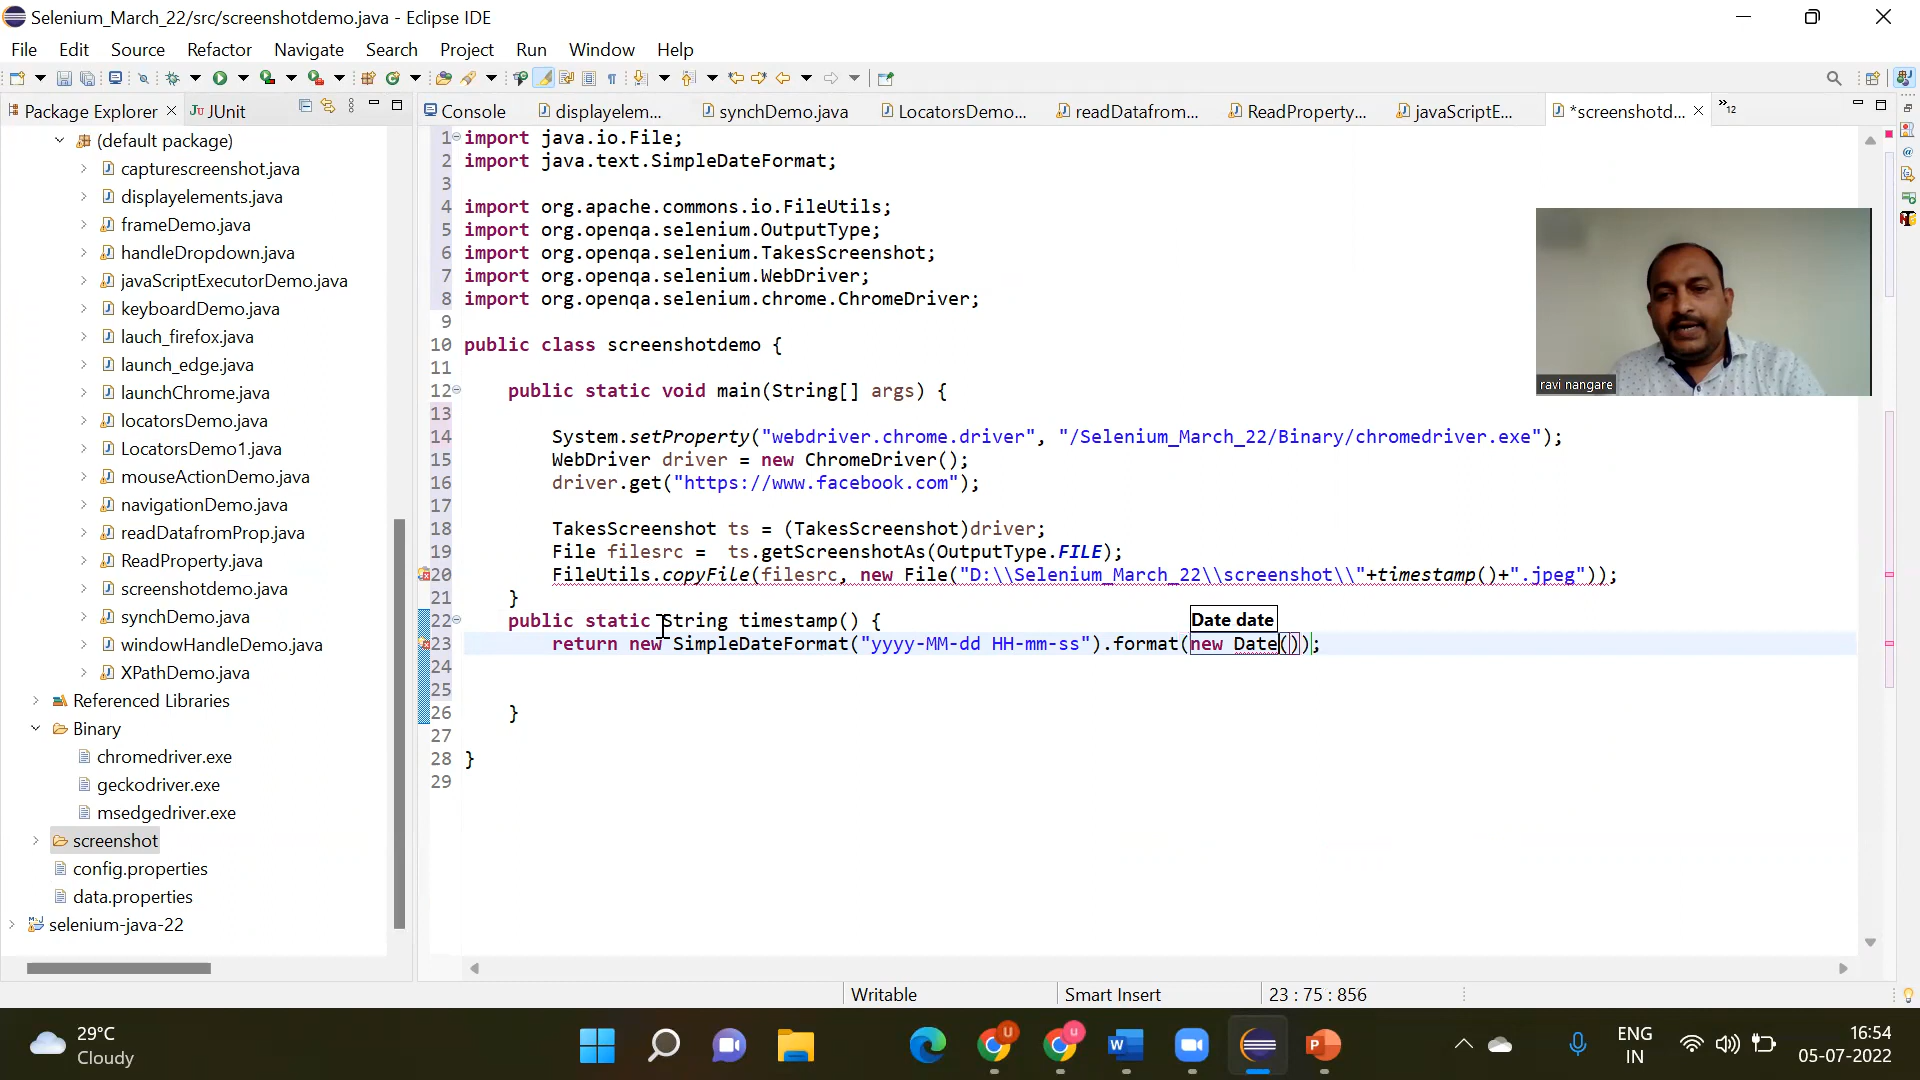 Selenium_March_22/src/screenshotdemo.java - Eclipse IDE
File Edit Source Refactor Navigate Search Project Run Window Help
Package Explorer JUnit
Console displayelem... synchDemo.java LocatorsDemo... readDatafrom... ReadProperty... javaScriptE... *screenshotd... »12
(default package)
capturescreenshot.java
displayelements.java
frameDemo.java
handleDropdown.java
javaScriptExecutorDemo.java
keyboardDemo.java
lauch_firefox.java
launch_edge.java
launchChrome.java
locatorsDemo.java
LocatorsDemo1.java
mouseActionDemo.java
navigationDemo.java
readDatafromProp.java
ReadProperty.java
screenshotdemo.java
synchDemo.java
windowHandleDemo.java
XPathDemo.java
Referenced Libraries
Binary
chromedriver.exe
geckodriver.exe
msedgedriver.exe
screenshot
config.properties
data.properties
selenium-java-22
1 import java.io.File;
2 import java.text.SimpleDateFormat;
3
4 import org.apache.commons.io.FileUtils;
5 import org.openqa.selenium.OutputType;
6 import org.openqa.selenium.TakesScreenshot;
7 import org.openqa.selenium.WebDriver;
8 import org.openqa.selenium.chrome.ChromeDriver;
9
10 public class screenshotdemo {
11
12 public static void main(String[] args) {
13
14 System.setProperty("webdriver.chrome.driver", "/Selenium_March_22/Binary/chromedriver.exe");
15 WebDriver driver = new ChromeDriver();
16 driver.get("https://www.facebook.com");
17
18 TakesScreenshot ts = (TakesScreenshot)driver;
19 File filesrc = ts.getScreenshotAs(OutputType.FILE);
20 FileUtils.copyFile(filesrc, new File("D:\\Selenium_March_22\\screenshot\\"+timestamp()+".jpeg"));
21 }
22 public static String timestamp() {
Date date
23 return new SimpleDateFormat("yyyy-MM-dd HH-mm-ss").format(new Date());
24
25
26 }
27
28 }
29
ravi nangare
Writable Smart Insert 23 : 75 : 856
29°C
Cloudy
ENG
IN
16:54
05-07-2022